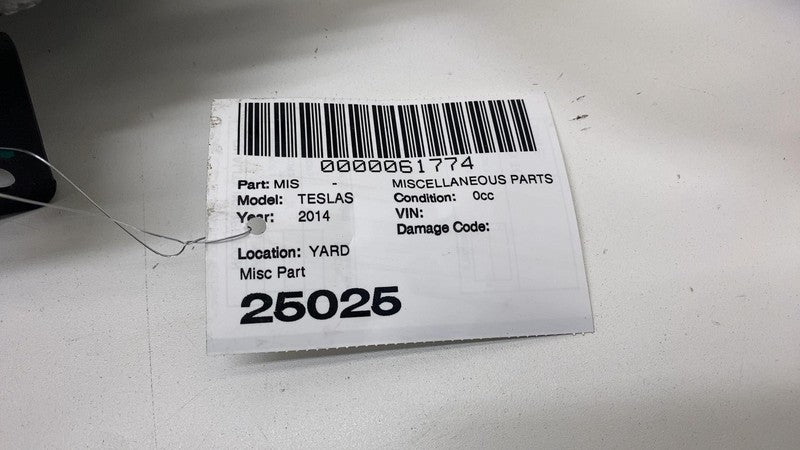 0000061774
Part: MIS - MISCELLANEOUS PARTS
Model: TESLAS Condition: 0cc
Year: 2014 VIN:
Damage Code:
Location: YARD
Misc Part
25025